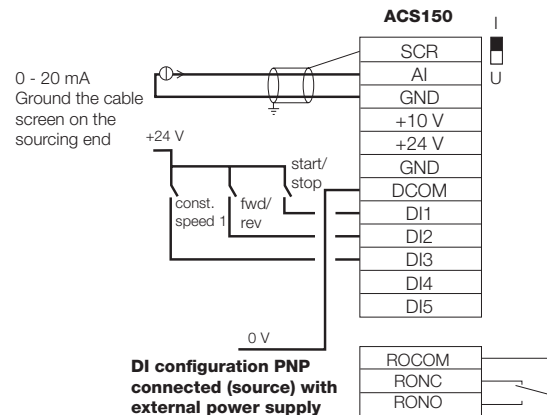 ACS150
I
SCR
AI
U
GND
+10 V
+24 V
GND
DCOM
DI1
DI2
DI3
DI4
DI5
0 - 20 mA
Ground the cable
screen on the
sourcing end
+24 V
start/
stop
const.
speed 1
fwd/
rev
0 V
DI configuration PNP
connected (source) with
external power supply
ROCOM
RONC
RONO